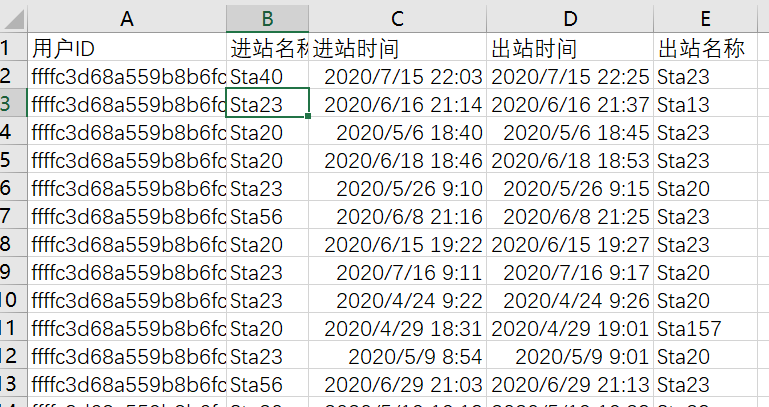 A B C D E
1 用户ID 进站名称 进站时间 出站时间 出站名称
2 ffffc3d68a559b8b6fc Sta40 2020/7/15 22:03 2020/7/15 22:25 Sta23
3 ffffc3d68a559b8b6fc Sta23 2020/6/16 21:14 2020/6/16 21:37 Sta13
4 ffffc3d68a559b8b6fc Sta20 2020/5/6 18:40 2020/5/6 18:45 Sta23
5 ffffc3d68a559b8b6fc Sta20 2020/6/18 18:46 2020/6/18 18:53 Sta23
6 ffffc3d68a559b8b6fc Sta23 2020/5/26 9:10 2020/5/26 9:15 Sta20
7 ffffc3d68a559b8b6fc Sta56 2020/6/8 21:16 2020/6/8 21:25 Sta23
8 ffffc3d68a559b8b6fc Sta20 2020/6/15 19:22 2020/6/15 19:27 Sta23
9 ffffc3d68a559b8b6fc Sta23 2020/7/16 9:11 2020/7/16 9:17 Sta20
10 ffffc3d68a559b8b6fc Sta23 2020/4/24 9:22 2020/4/24 9:26 Sta20
11 ffffc3d68a559b8b6fc Sta20 2020/4/29 18:31 2020/4/29 19:01 Sta157
12 ffffc3d68a559b8b6fc Sta23 2020/5/9 8:54 2020/5/9 9:01 Sta20
13 ffffc3d68a559b8b6fc Sta56 2020/6/29 21:03 2020/6/29 21:13 Sta23